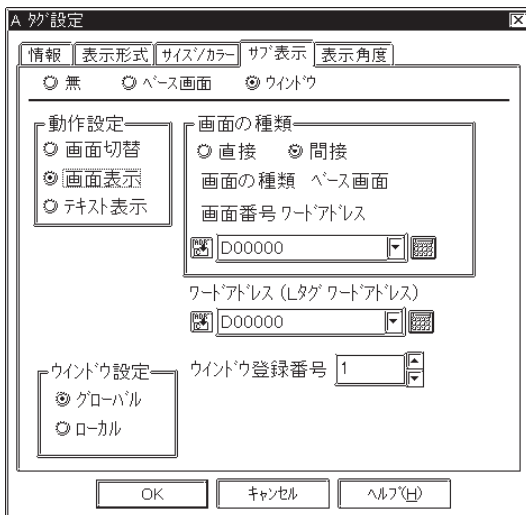 A ﾀｸﾞ設定
情報 表示形式 ｻｲｽﾞ/ｶﾗｰ ｻﾌﾞ表示 表示角度
無 ﾍﾞｰｽ画面 ｳｨﾝﾄﾞｳ
動作設定
画面切替
画面表示
ﾃｷｽﾄ表示
画面の種類
直接 間接
画面の種類 ﾍﾞｰｽ画面
画面番号 ﾜｰﾄﾞｱﾄﾞﾚｽ
D00000
ﾜｰﾄﾞｱﾄﾞﾚｽ (Lﾀｸﾞ ﾜｰﾄﾞｱﾄﾞﾚｽ)
D00000
ｳｲﾝﾄﾞｳ設定
ｸﾞﾛｰﾊﾞﾙ
ﾛｰｶﾙ
ｳｲﾝﾄﾞｳ登録番号 1
OK ｷｬﾝｾﾙ ﾍﾙﾌﾟ(H)